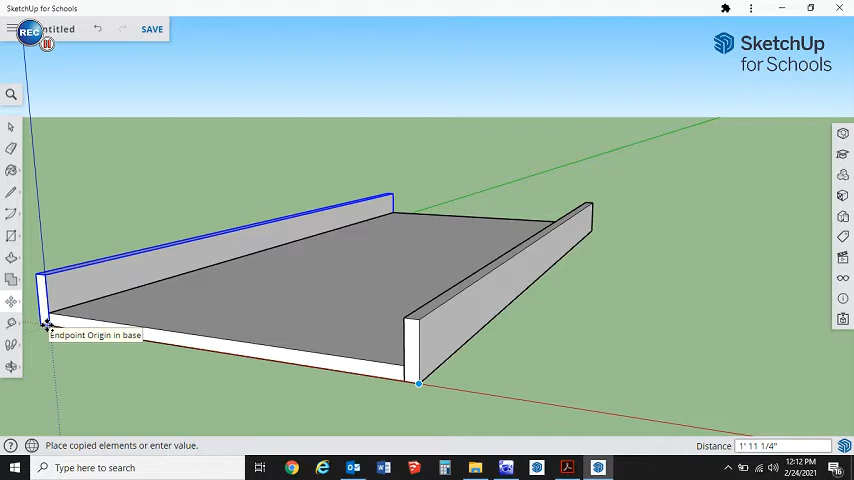 SketchUp for Schools
REC
Untitled
SAVE
SketchUp
for Schools
Endpoint Origin in base
Place copied elements or enter value.
Distance
1' 11 1/4"
Type here to search
12:12 PM
2/24/2021
16